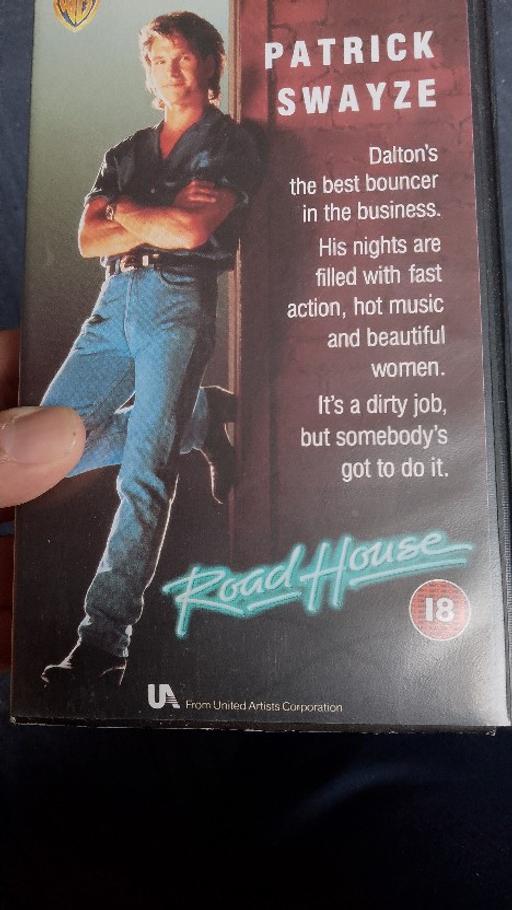 WB
PATRICK
SWAYZE
Dalton's
the best bouncer
in the business.
His nights are
filled with fast
action, hot music
and beautiful
women.
It's a dirty job,
but somebody's
got to do it.
Road House
18
UA From United Artists Corporation